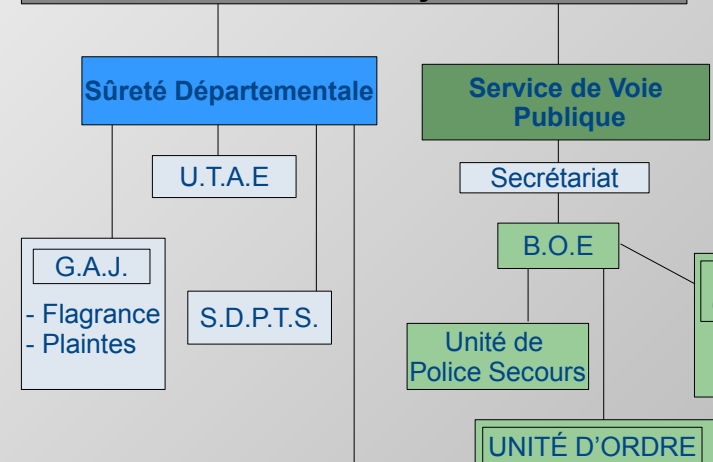 Sûreté Départementale
Service de Voie
Publique
U.T.A.E
Secrétariat
B.O.E
G.A.J.
- Flagrance
- Plaintes
S.D.P.T.S.
Unité de
Police Secours
UNITÉ D'ORDRE